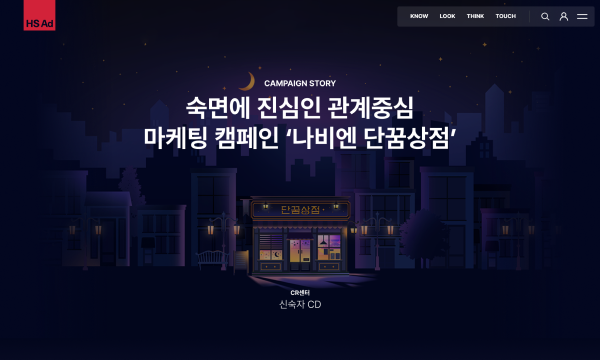 HS Ad
KNOW LOOK THINK TOUCH
CAMPAIGN STORY
숙면에 진심인 관계중심
마케팅 캠페인 ‘나비엔 단꿈상점’
단꿈상점
CR센터
신숙자 CD